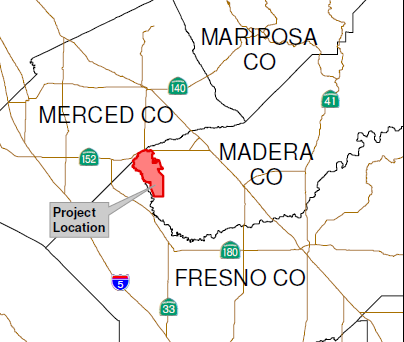 MARIPOSA
CO
140
41
MERCED CO
152
MADERA
CO
Project
Location
180
FRESNO CO
5
33